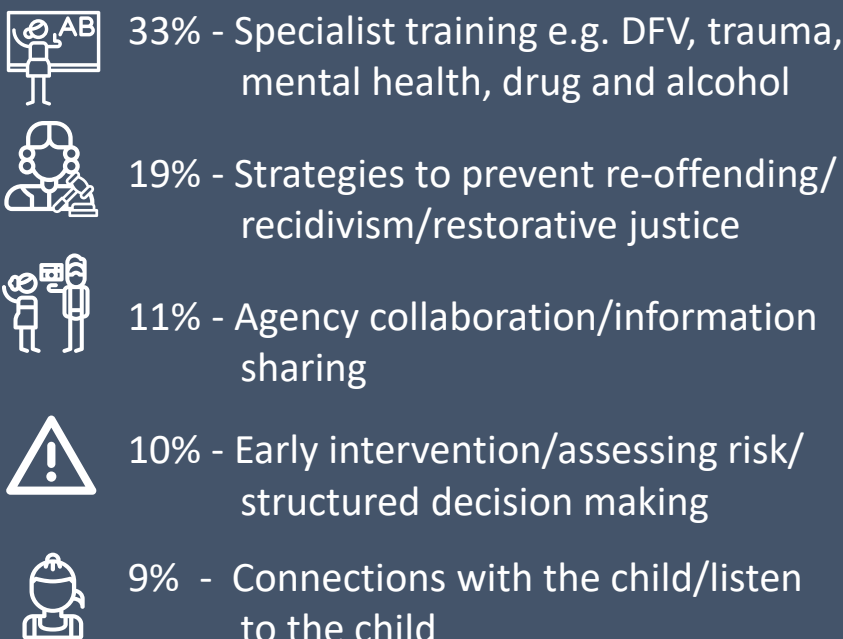 AB
33% - Specialist training e.g. DFV, trauma,
mental health, drug and alcohol
19% - Strategies to prevent re-offending/
recidivism/restorative justice
11% - Agency collaboration/information
sharing
10% - Early intervention/assessing risk/
structured decision making
9% - Connections with the child/listen
to the child